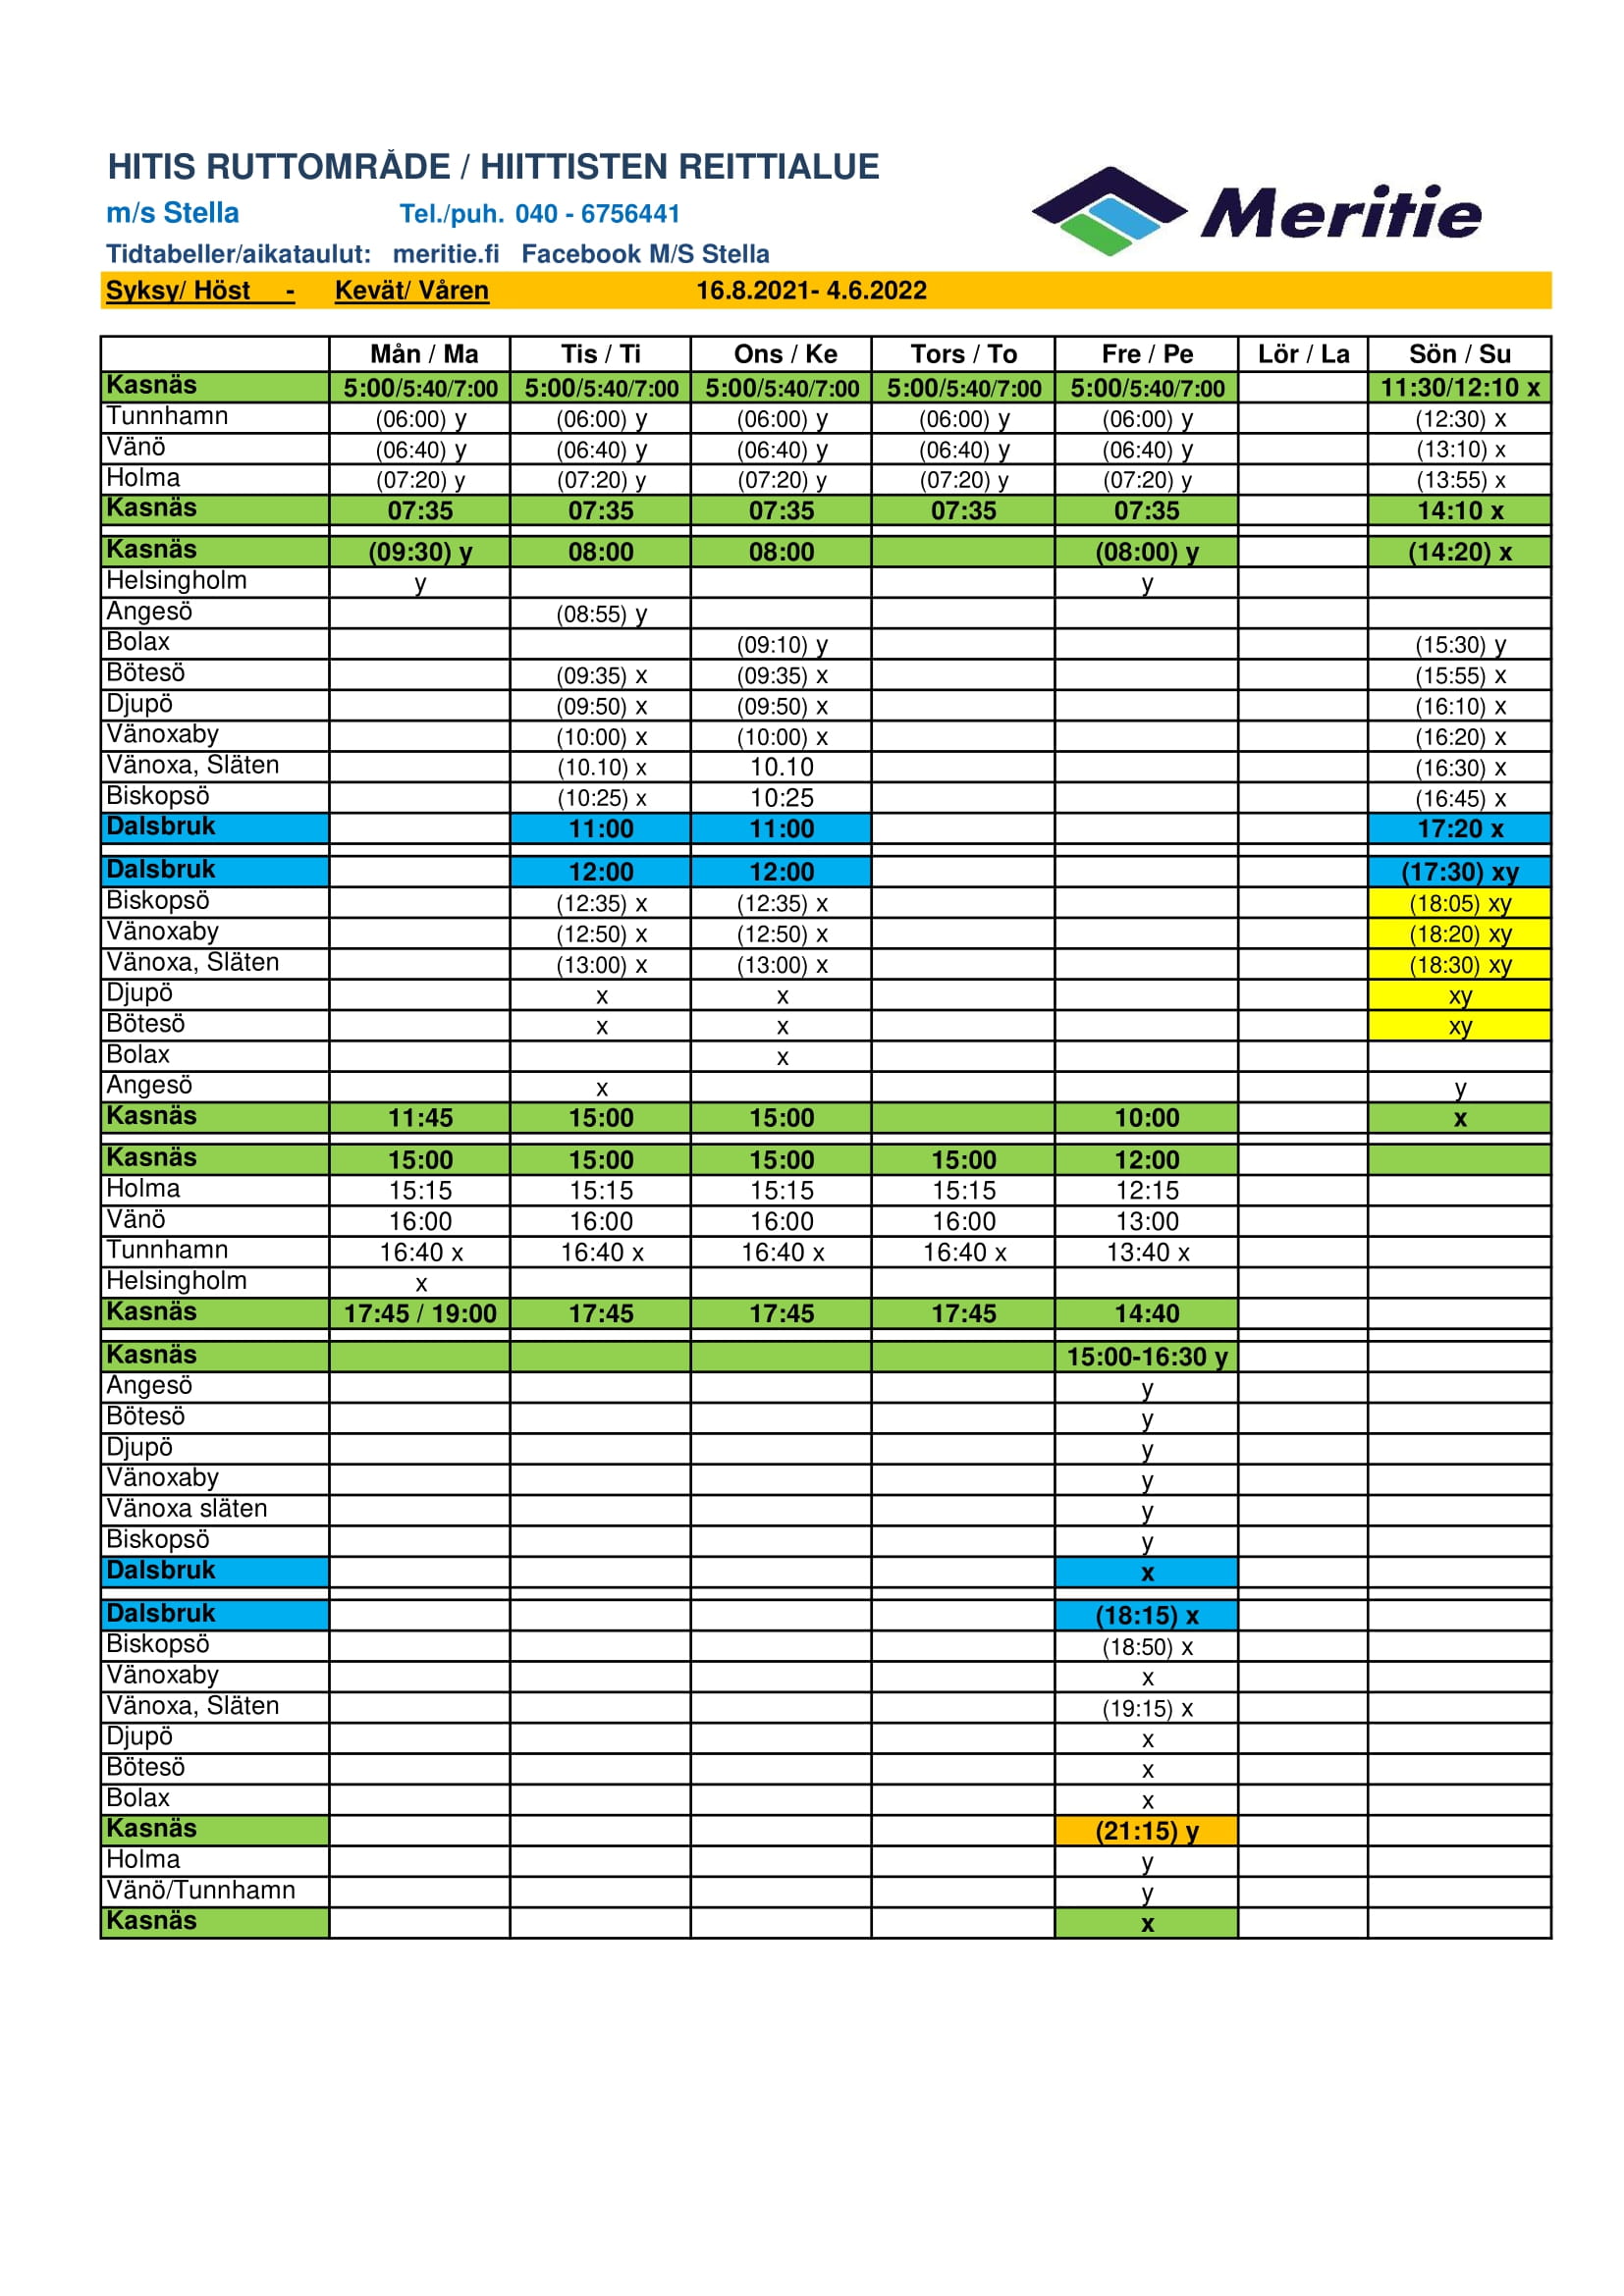 HITIS RUTTOMRÅDE / HIITTISTEN REITTIALUE
m/s Stella Tel./puh. 040 - 6756441
Meritie
Tidtabeller/aikataulut: meritie.fi Facebook M/S Stella
Syksy/ Höst - Kevät/ Våren 16.8.2021- 4.6.2022
Mån / Ma Tis / Ti Ons / Ke Tors / To Fre / Pe Lör / La Sön / Su
Kasnäs 5:00/5:40/7:00 5:00/5:40/7:00 5:00/5:40/7:00 5:00/5:40/7:00 5:00/5:40/7:00 11:30/12:10 x
Tunnhamn (06:00) y (06:00) y (06:00) y (06:00) y (06:00) y (12:30) x
Vänö (06:40) y (06:40) y (06:40) y (06:40) y (06:40) y (13:10) x
Holma (07:20) y (07:20) y (07:20) y (07:20) y (07:20) y (13:55) x
Kasnäs 07:35 07:35 07:35 07:35 07:35 14:10 x
Kasnäs (09:30) y 08:00 08:00 (08:00) y (14:20) x
Helsingholm y y
Angesö (08:55) y
Bolax (09:10) y (15:30) y
Bötesö (09:35) x (09:35) x (15:55) x
Djupö (09:50) x (09:50) x (16:10) x
Vänoxaby (10:00) x (10:00) x (16:20) x
Vänoxa, Släten (10.10) x 10.10 (16:30) x
Biskopsö (10:25) x 10:25 (16:45) x
Dalsbruk 11:00 11:00 17:20 x
Dalsbruk 12:00 12:00 (17:30) xy
Biskopsö (12:35) x (12:35) x (18:05) xy
Vänoxaby (12:50) x (12:50) x (18:20) xy
Vänoxa, Släten (13:00) x (13:00) x (18:30) xy
Djupö x x xy
Bötesö x x xy
Bolax x
Angesö x y
Kasnäs 11:45 15:00 15:00 10:00 x
Kasnäs 15:00 15:00 15:00 15:00 12:00
Holma 15:15 15:15 15:15 15:15 12:15
Vänö 16:00 16:00 16:00 16:00 13:00
Tunnhamn 16:40 x 16:40 x 16:40 x 16:40 x 13:40 x
Helsingholm x
Kasnäs 17:45 / 19:00 17:45 17:45 17:45 14:40
Kasnäs 15:00-16:30 y
Angesö y
Bötesö y
Djupö y
Vänoxaby y
Vänoxa släten y
Biskopsö y
Dalsbruk x
Dalsbruk (18:15) x
Biskopsö (18:50) x
Vänoxaby x
Vänoxa, Släten (19:15) x
Djupö x
Bötesö x
Bolax x
Kasnäs (21:15) y
Holma y
Vänö/Tunnhamn y
Kasnäs x